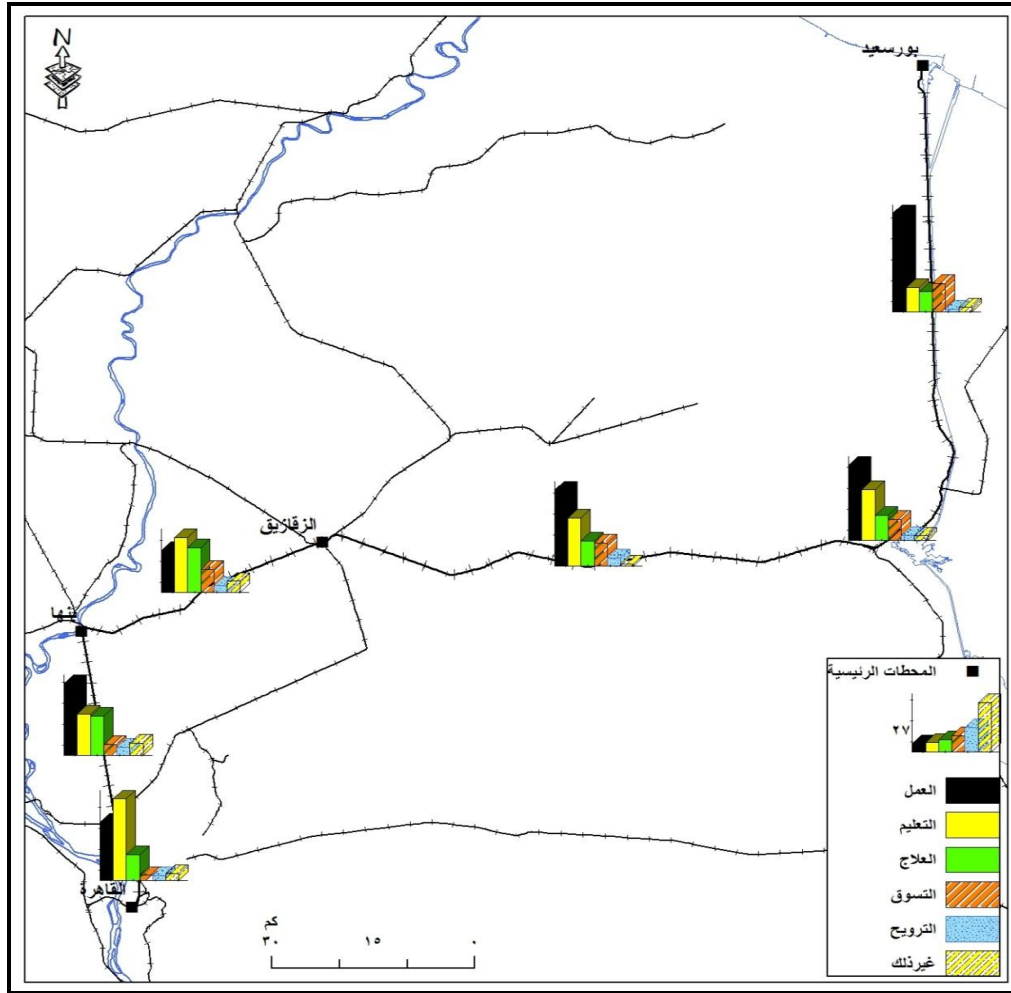 N
بورسعيد
الزقازيق
بنها
القاهرة
كم
٣٠ ١٥ ٠
المحطات الرئيسية
٢٧
العمل
التعليم
العلاج
التسوق
الترويح
غيرذلك